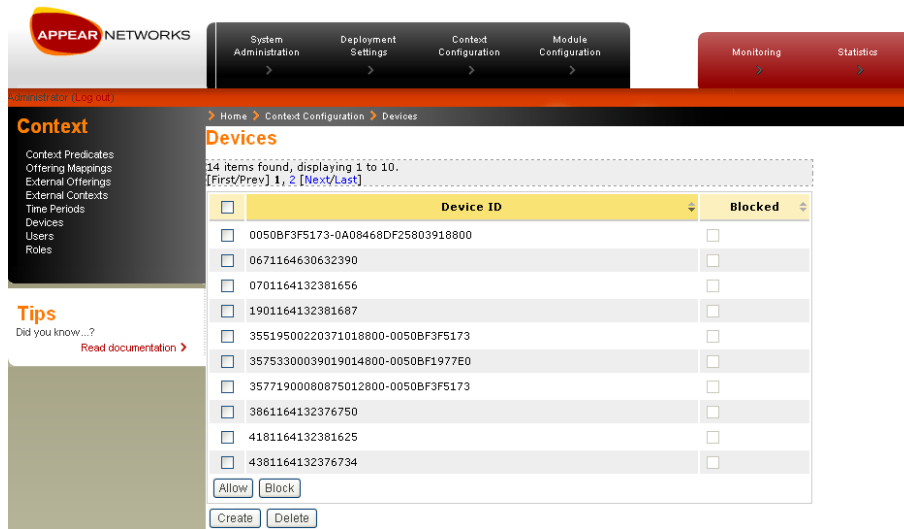 APPEAR NETWORKS
System Administration
Deployment Settings
Context Configuration
Module Configuration
Monitoring
Statistics
Administrator (Log out)
Context
Context Predicates
Offering Mappings
External Offerings
External Contexts
Time Periods
Devices
Users
Roles
Tips
Did you know...?
Read documentation
Home Context Configuration Devices
Devices
14 items found, displaying 1 to 10.
[First/Prev] 1, 2 [Next/Last]
Device ID Blocked
0050BF3F5173-0A08468DF25803918800
0671164630632390
0701164132381656
1901164132381687
35519500220371018800-0050BF3F5173
35753300039019014800-0050BF1977E0
35771900080875012800-0050BF3F5173
3861164132376750
4181164132381625
4381164132376734
Allow Block
Create Delete